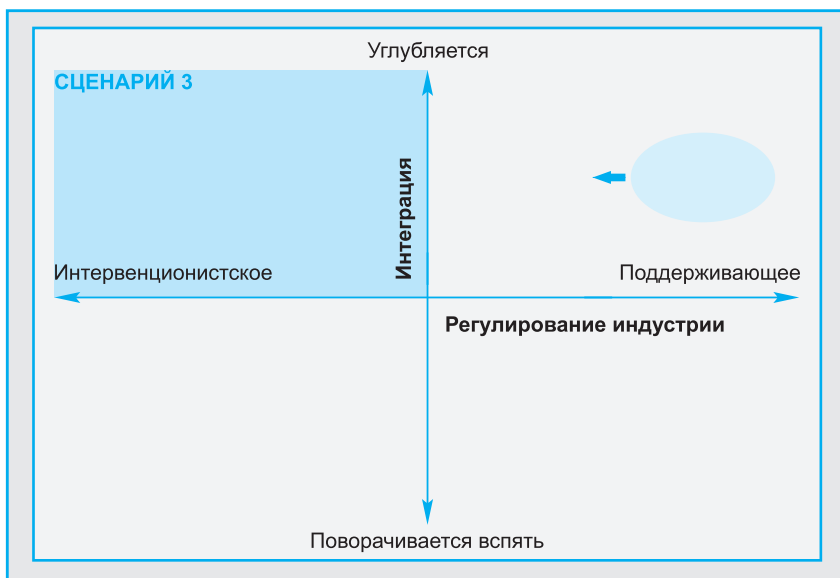 Углубляется
СЦЕНАРИЙ 3
Интеграция
Интервенционистское
Поддерживающее
Регулирование индустрии
Поворачивается вспять